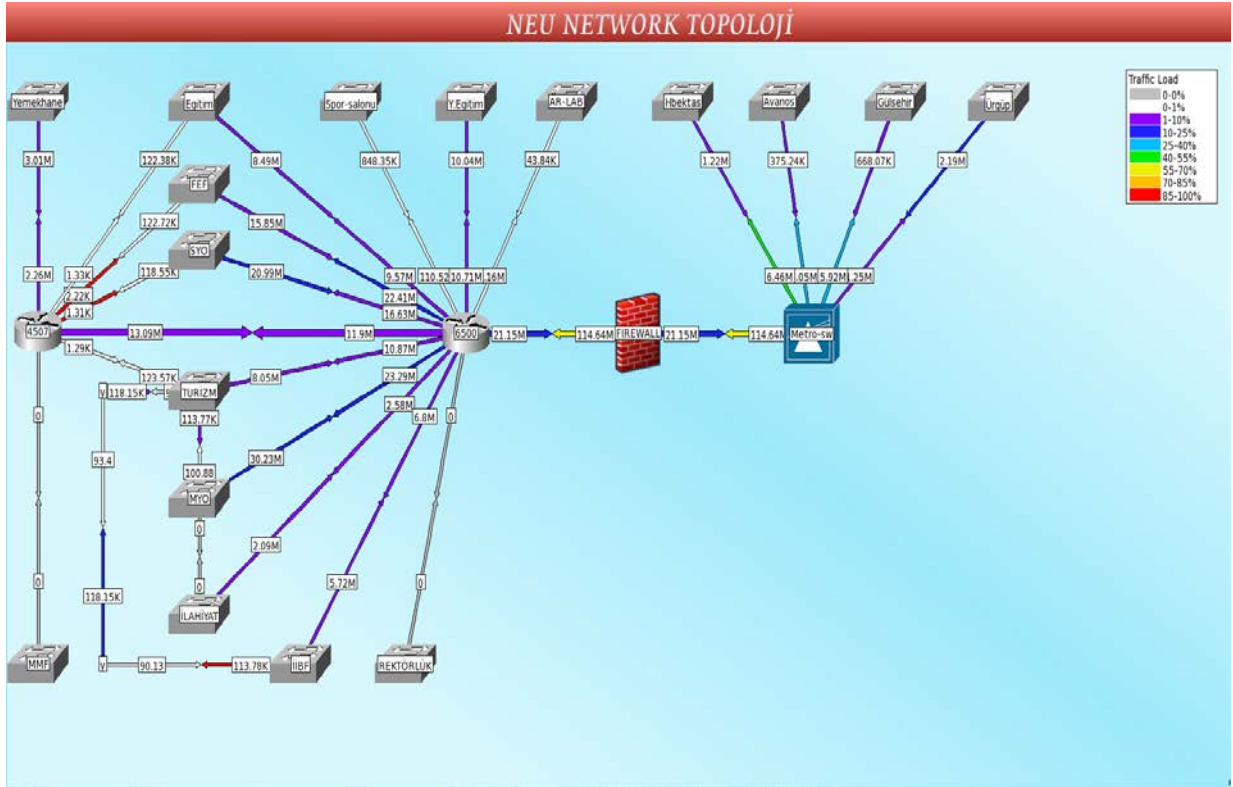 NEU NETWORK TOPOLOJİ
Yemekhane
Egitim
Spor-salonu
Y.Egitim
AR-LAB
Hbektas
Avanos
Gülsehir
Ürgüp
Traffic Load
0-0%
0-1%
1-10%
10-25%
25-40%
40-55%
55-70%
70-85%
85-100%
3.01M
122.38K
8.49M
848.35K
10.04M
43.84K
1.22M
375.24K
668.07K
2.19M
FEF
122.72K
15.85M
SYO
118.55K
20.99M
2.26M
1.33K
9.57M
110.52
10.71M
.16M
6.46M
.05M
5.92M
1.25M
2.22K
22.41M
1.31K
16.63M
4507
13.09M
11.9M
6500
21.15M
114.64M
FIREWALL
21.15M
114.64M
Metro-sw
1.29K
10.87M
123.57K
8.05M
23.29M
118.15K
TURIZM
2.58M
V
113.77K
6.8M
0
0
93.4
30.23M
100.88
MYO
0
2.09M
0
0
5.72M
0
118.15K
İLAHİYAT
MMF
V
90.13
113.78K
IIBF
REKTÖRLÜK